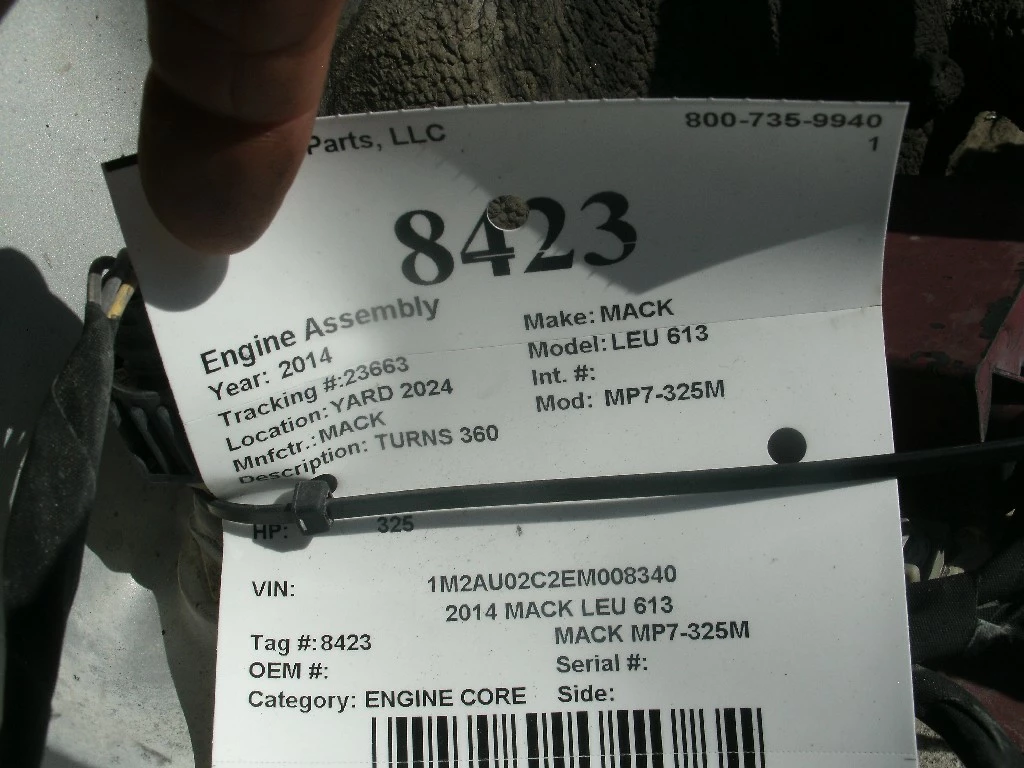 Parts, LLC 800-735-9940
1
8423
Engine Assembly
Year: 2014 Make: MACK
Tracking #:23663 Model: LEU 613
Location: YARD 2024 Int. #:
Mnfctr.: MACK Mod: MP7-325M
Description: TURNS 360
HP: 325
VIN: 1M2AU02C2EM008340
2014 MACK LEU 613
Tag #: 8423 MACK MP7-325M
OEM #: Serial #:
Category: ENGINE CORE Side: